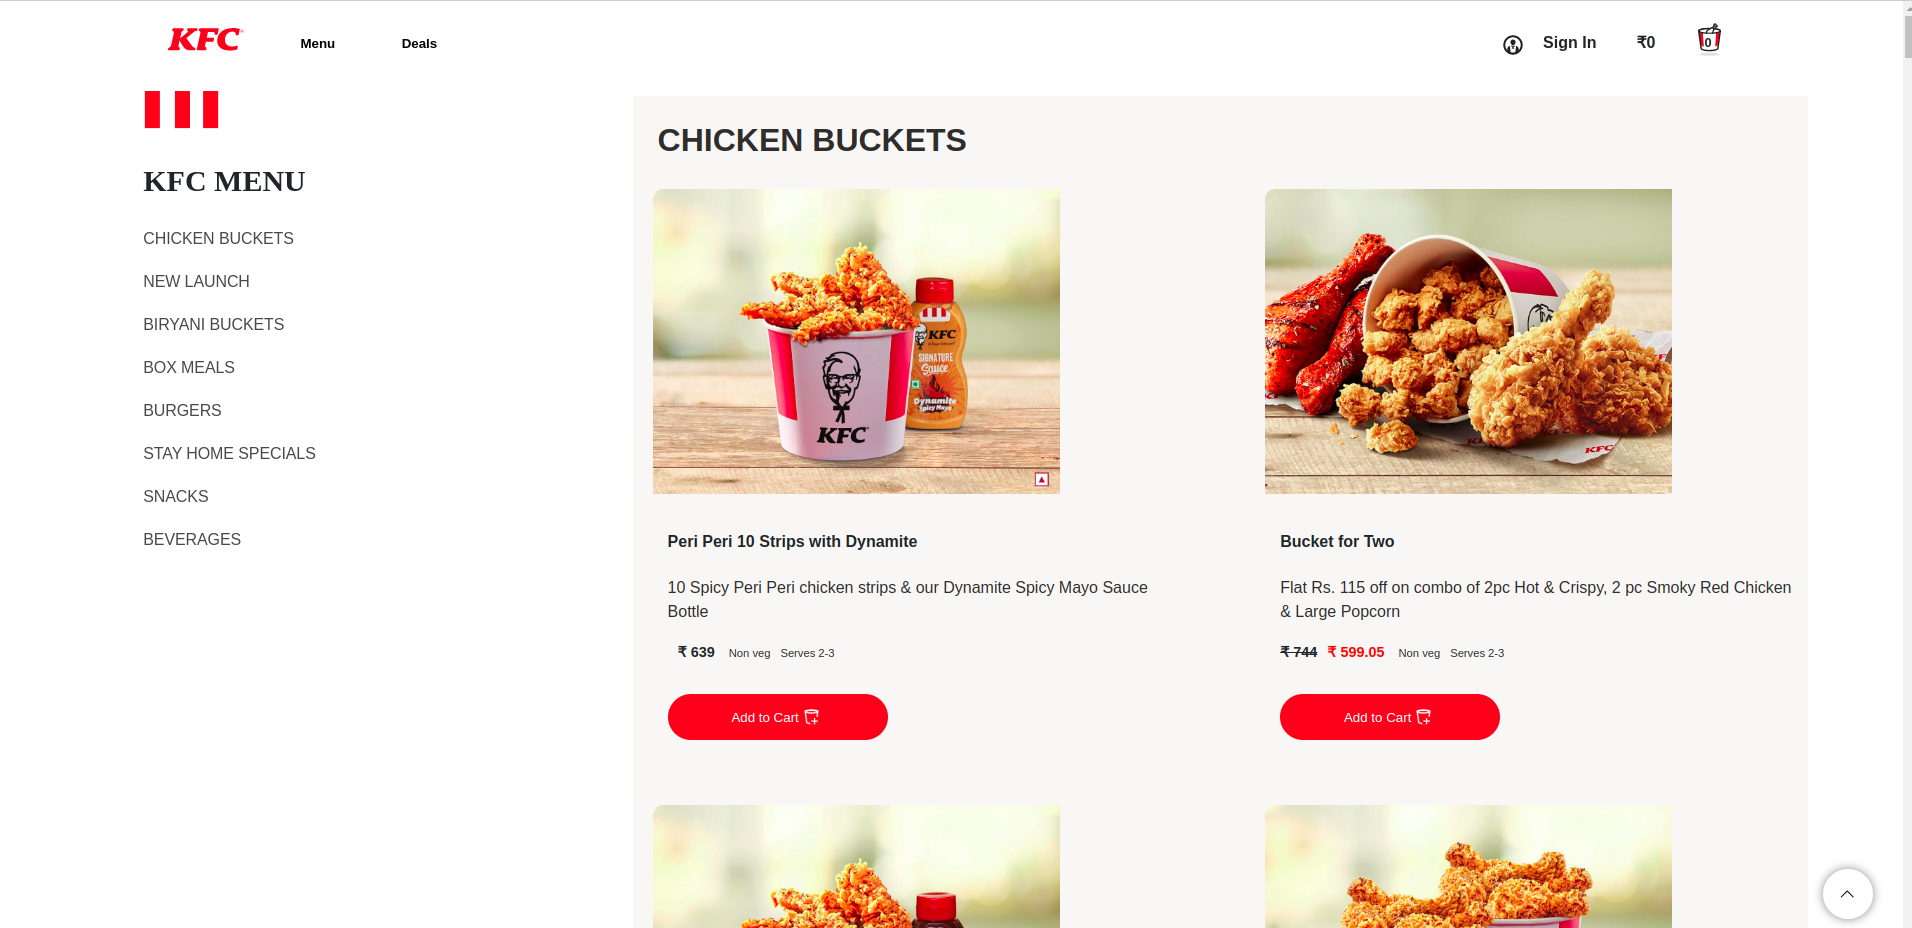 KFC
Menu
Deals
Sign In
₹0
0
KFC MENU
CHICKEN BUCKETS
NEW LAUNCH
BIRYANI BUCKETS
BOX MEALS
BURGERS
STAY HOME SPECIALS
SNACKS
BEVERAGES
CHICKEN BUCKETS
KFC
KFC
SIGNATURE
Sauce
Dynamite
Spicy Mayo
KFC
Peri Peri 10 Strips with Dynamite
10 Spicy Peri Peri chicken strips & our Dynamite Spicy Mayo Sauce
Bottle
₹ 639 Non veg Serves 2-3
Add to Cart
Bucket for Two
Flat Rs. 115 off on combo of 2pc Hot & Crispy, 2 pc Smoky Red Chicken
& Large Popcorn
₹ 744 ₹ 599.05 Non veg Serves 2-3
Add to Cart